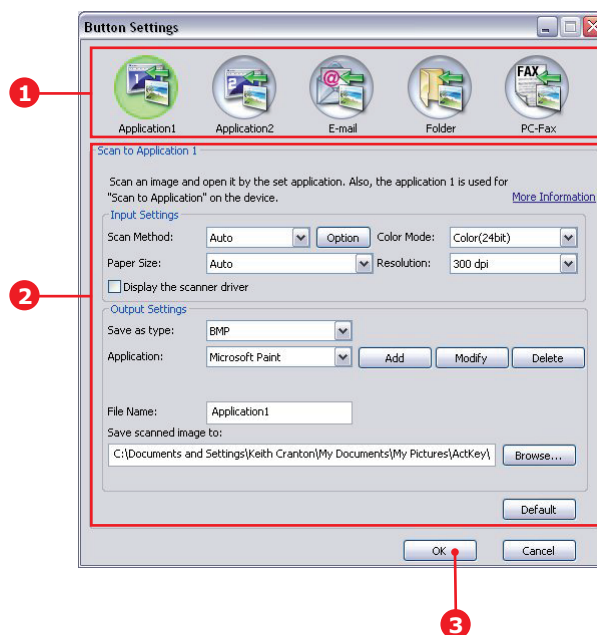 Button Settings
1
1
2
@
FAX
Application1 Application2 E-mail Folder PC-Fax
2
Scan to Application 1
Scan an image and open it by the set application. Also, the application 1 is used for
"Scan to Application" on the device. More Information
Input Settings
Scan Method: Auto Option Color Mode: Color(24bit)
Paper Size: Auto Resolution: 300 dpi
Display the scanner driver
Output Settings
Save as type: BMP
Application: Microsoft Paint Add Modify Delete
File Name: Application1
Save scanned image to:
C:\Documents and Settings\Keith Cranton\My Documents\My Pictures\ActKey\ Browse...
Default
OK Cancel
3